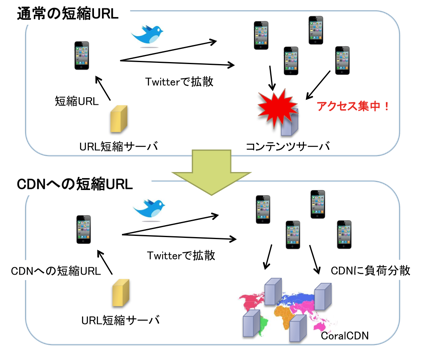 通常の短縮URL
Twitterで拡散
短縮URL
アクセス集中！
URL短縮サーバ
コンテンツサーバ
CDNへの短縮URL
Twitterで拡散
CDNへの短縮URL
CDNに負荷分散
URL短縮サーバ
CoralCDN